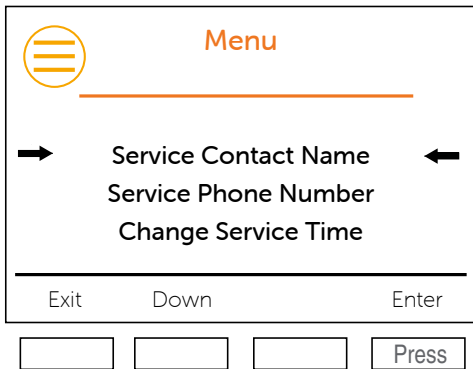 Menu
Service Contact Name
Service Phone Number
Change Service Time
Exit Down Enter
Press